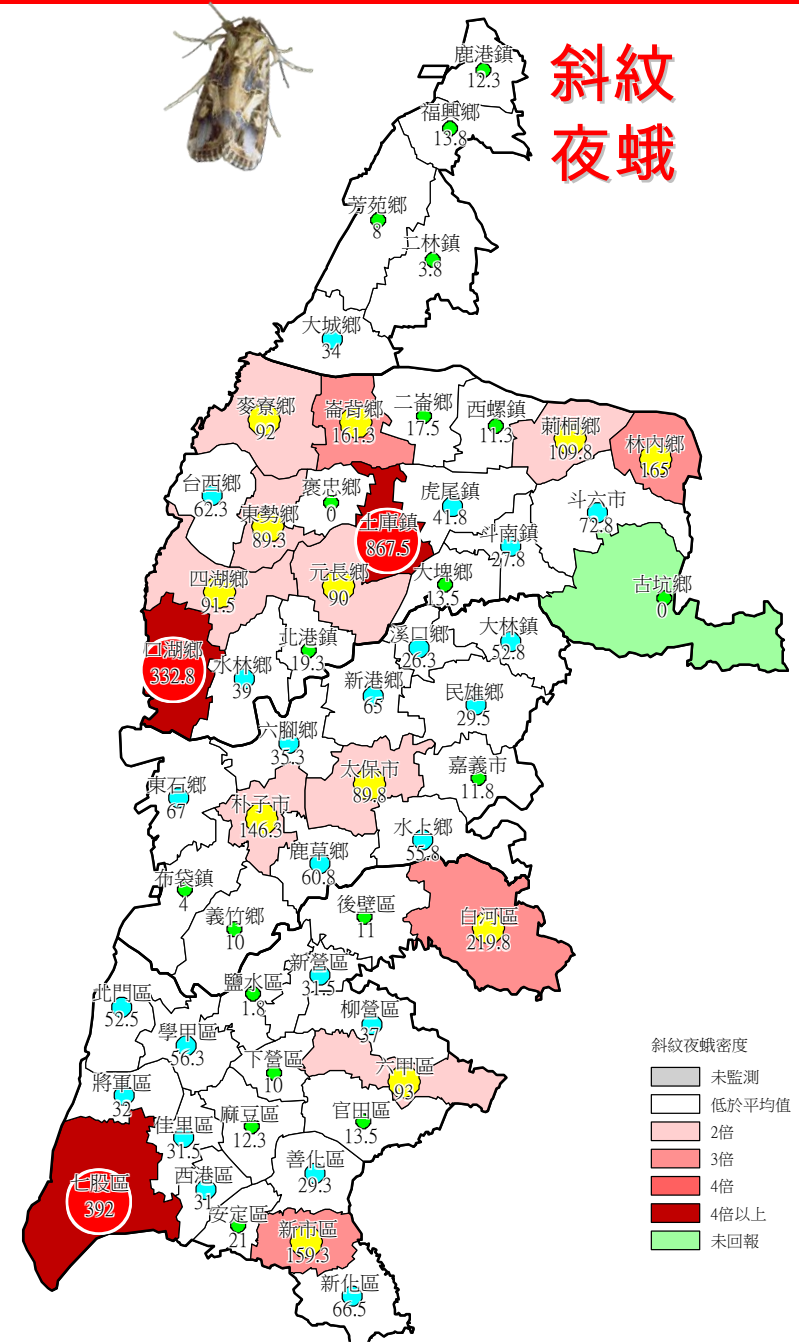 斜紋
夜蛾
鹿港鎮
12.3
福興鄉
13.8
芳苑鄉
8
二林鎮
3.8
大城鄉
34
麥寮鄉
92
崙背鄉
161.3
二崙鄉
17.5
西螺鎮
11.3
莿桐鄉
109.8
林內鄉
165
台西鄉
62.3
東勢鄉
89.3
褒忠鄉
0
土庫鎮
867.5
虎尾鎮
41.8
斗南鎮
27.8
斗六市
72.8
四湖鄉
91.5
元長鄉
90
大埤鄉
13.5
古坑鄉
0
口湖鄉
332.8
水林鄉
39
北港鎮
19.3
溪口鄉
26.3
大林鎮
52.8
新港鄉
65
民雄鄉
29.5
六腳鄉
35.3
東石鄉
67
朴子市
146.3
太保市
89.8
嘉義市
11.8
水上鄉
55.8
鹿草鄉
60.8
布袋鎮
4
義竹鄉
10
後壁區
11
白河區
219.8
新營區
31.5
鹽水區
1.8
北門區
52.5
柳營區
37
學甲區
56.3
下營區
10
六甲區
93
將軍區
32
佳里區
31.5
麻豆區
12.3
官田區
13.5
七股區
392
西港區
31
善化區
29.3
安定區
21
新市區
159.3
新化區
66.5
斜紋夜蛾密度
未監測
低於平均值
2倍
3倍
4倍
4倍以上
未回報